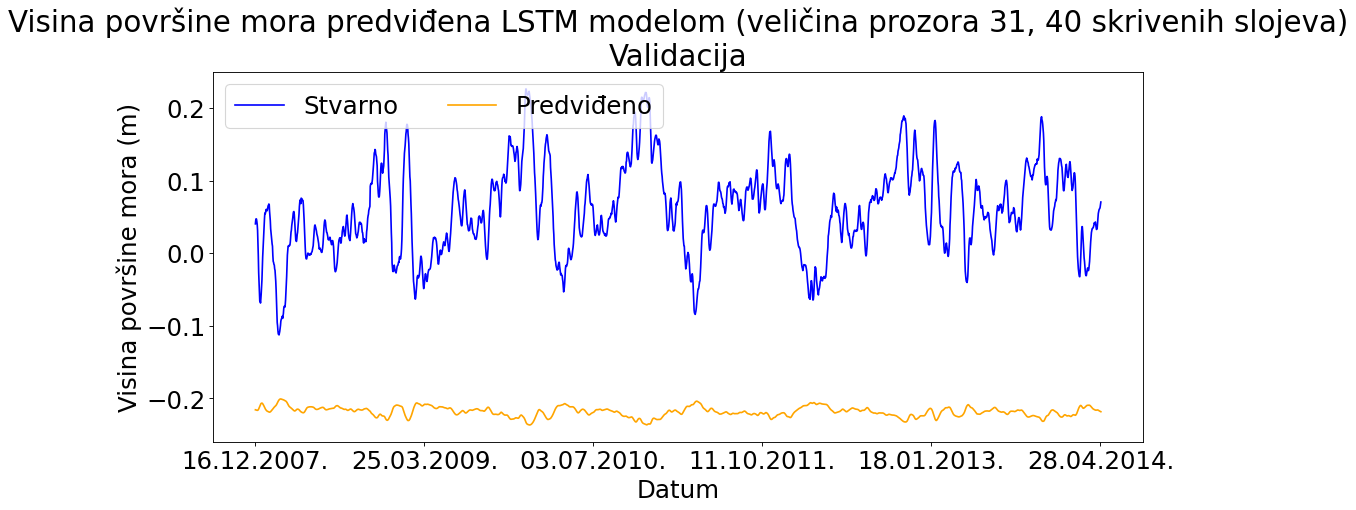 Visina površine mora predviđena LSTM modelom (veličina prozora 31, 40 skrivenih slojeva)
Validacija
Stvarno Predviđeno
Visina površine mora (m)
0.2
0.1
0.0
−0.1
−0.2
16.12.2007. 25.03.2009. 03.07.2010. 11.10.2011. 18.01.2013. 28.04.2014.
Datum